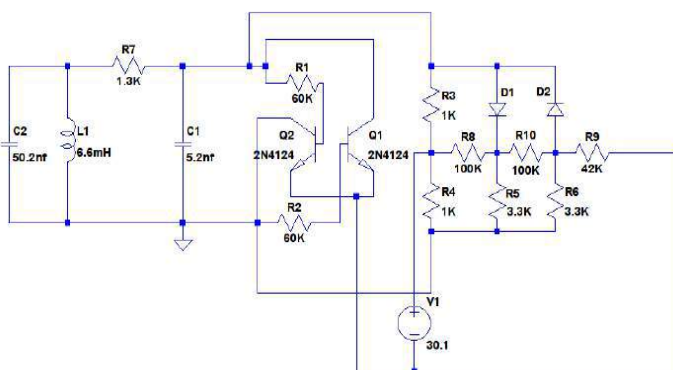 R7
1.3K
C2
50.2nf
L1
6.6mH
C1
5.2nf
R1
60K
Q2
2N4124
Q1
2N4124
R2
60K
R3
1K
D1
D2
R8
100K
R10
100K
R9
42K
R4
1K
R5
3.3K
R6
3.3K
V1
30.1